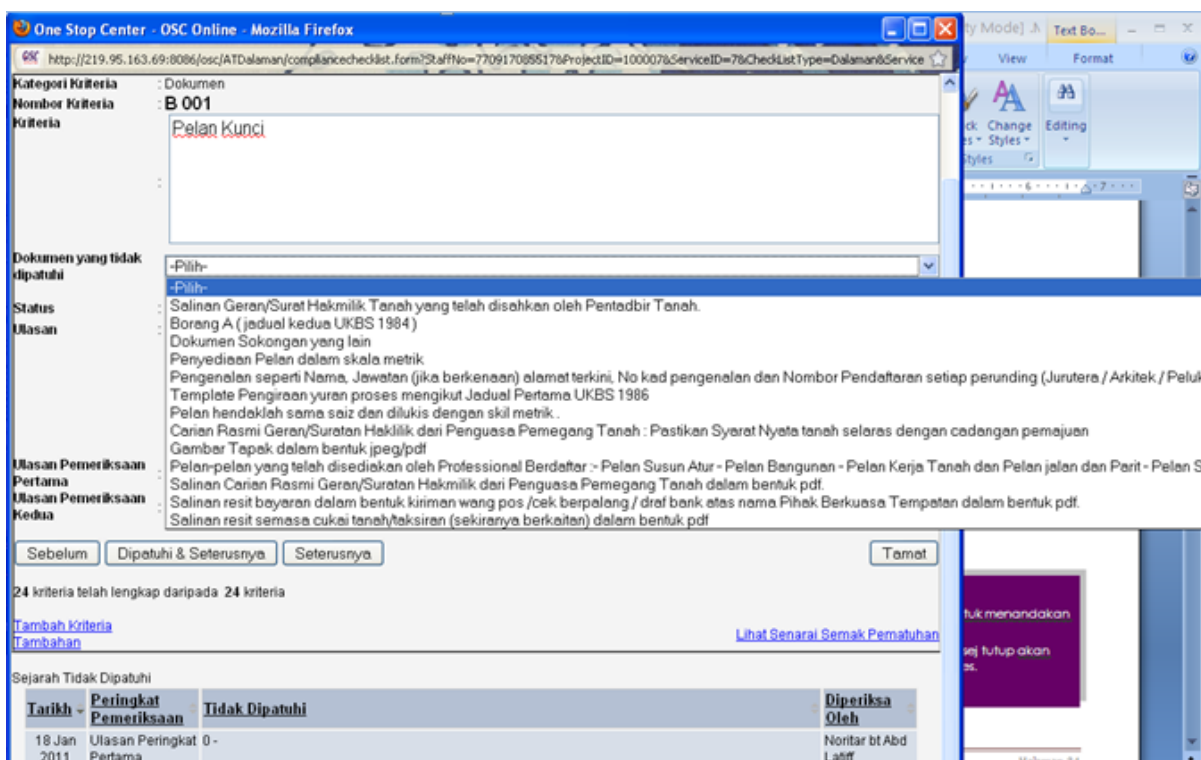 One Stop Center - OSC Online - Mozilla Firefox
ty Mode]
Text Bo...
OSC http://219.95.163.69:8086/osc/ATDalaman/compliancechecklist.form?StaffNo=770917085517&ProjectID=100007&ServiceID=7&CheckListType=Dalaman&Service
View
Format
Kategori Kriteria : Dokumen
Nombor Kriteria : B 001
Kriteria : Pelan Kunci
ck Change Editing
es Styles
Styles
6 7
Dokumen yang tidak dipatuhi -Pilih-
-Pilih-
Status :
Salinan Geran/Surat Hakmilik Tanah yang telah disahkan oleh Pentadbir Tanah.
Ulasan :
Borang A ( jadual kedua UKBS 1984 )
Dokumen Sokongan yang lain
Penyediaan Pelan dalam skala metrik
Pengenalan seperti Nama, Jawatan (jika berkenaan) alamat terkini, No kad pengenalan dan Nombor Pendaftaran setiap perunding (Jurutera / Arkitek / Peluk
Template Pengiraan yuran proses mengikut Jadual Pertama UKBS 1986
Pelan hendaklah sama saiz dan dilukis dengan skil metrik .
Carian Rasmi Geran/Suratan Haklilik dari Penguasa Pemegang Tanah : Pastikan Syarat Nyata tanah selaras dengan cadangan pemajuan
Gambar Tapak dalam bentuk jpeg/pdf
Ulasan Pemeriksaan Pertama :
Pelan-pelan yang telah disediakan oleh Professional Berdaftar :- Pelan Susun Atur - Pelan Bangunan - Pelan Kerja Tanah dan Pelan jalan dan Parit - Pelan S
Salinan Carian Rasmi Geran/Suratan Hakmilik dari Penguasa Pemegang Tanah dalam bentuk pdf.
Ulasan Pemeriksaan Kedua :
Salinan resit bayaran dalam bentuk kiriman wang pos /cek berpalang / draf bank atas nama Pihak Berkuasa Tempatan dalam bentuk pdf.
Salinan resit semasa cukai tanah/taksiran (sekiranya berkaitan) dalam bentuk pdf
Sebelum
Dipatuhi & Seterusnya
Seterusnya
Tamat
24 kriteria telah lengkap daripada 24 kriteria
tuk menandakan
Tambah Kriteria
Tambahan
Lihat Senarai Semak Pematuhan
sej tutup akan
es.
Sejarah Tidak Dipatuhi
Tarikh
Peringkat Pemeriksaan
Tidak Dipatuhi
Diperiksa Oleh
18 Jan 2011
Ulasan Peringkat Pertama
0 -
Noritar bt Abd Latiff